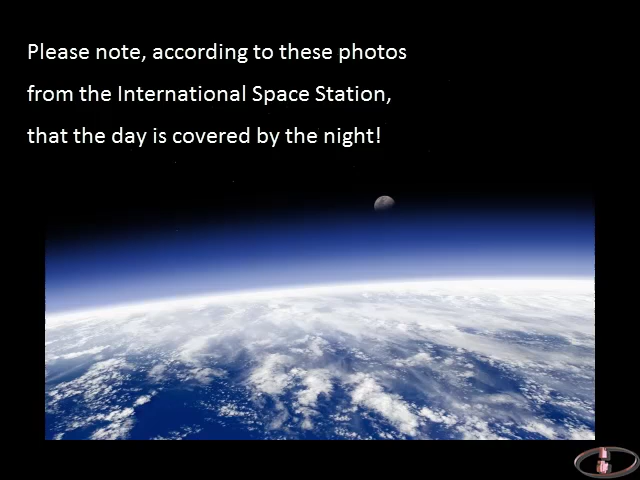 Please note, according to these photos
from the International Space Station,
that the day is covered by the night!